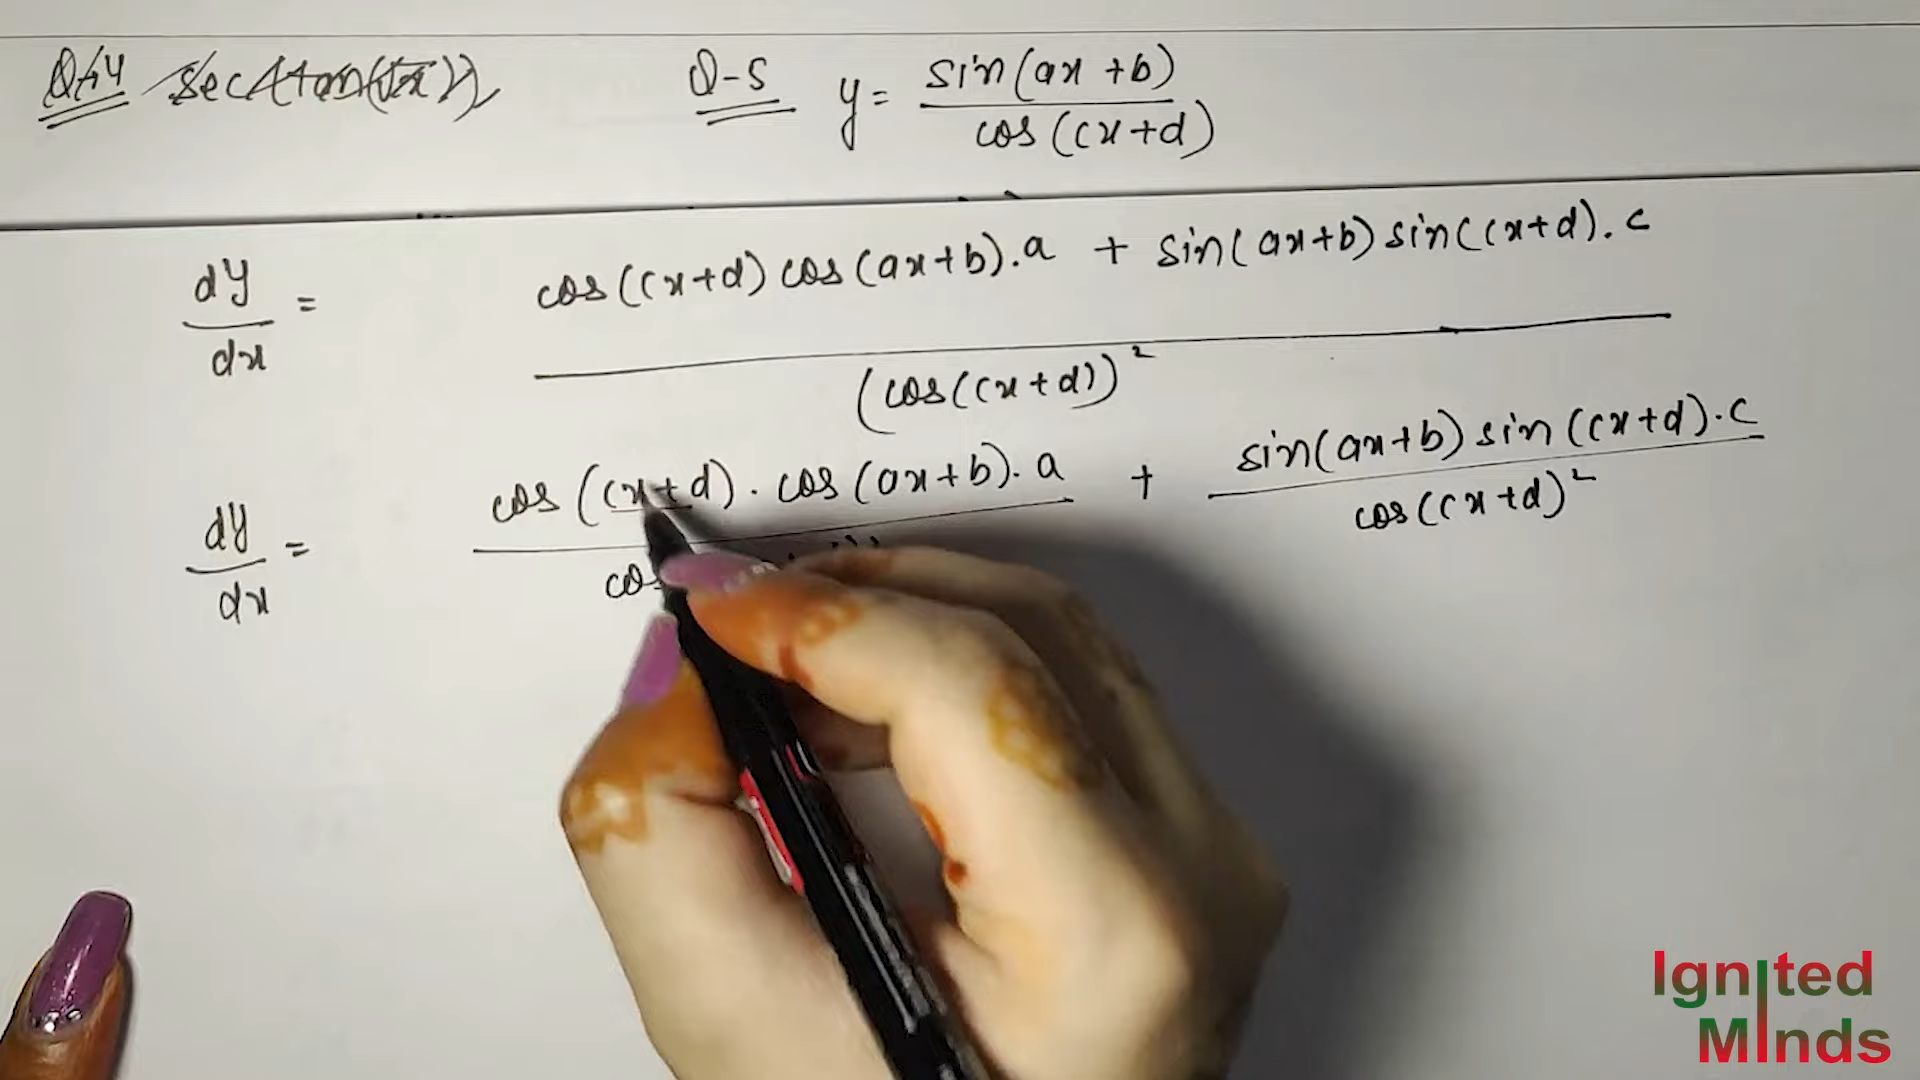 Q-4 sec(tan(√x)) Q-5 y = sin(ax+b)
cos(cx+d)
dy/dx = cos(cx+d) cos(ax+b).a + sin(ax+b) sin(cx+d).c
(cos(cx+d))²
dy/dx = cos(cx+d).cos(ax+b).a + sin(ax+b) sin(cx+d).c
cos(cx+d)²
Ignited
Minds